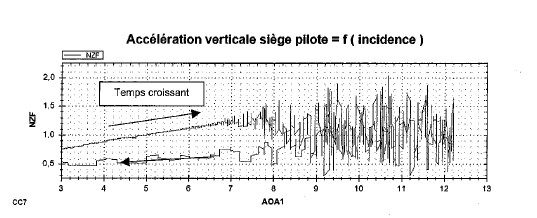 Accélération verticale siège pilote = f ( incidence )
NZF
2,0
1,5
1,0
0,5
NZF
Temps croissant
3 4 5 6 7 8 9 10 11 12 13
CC7 AOA1